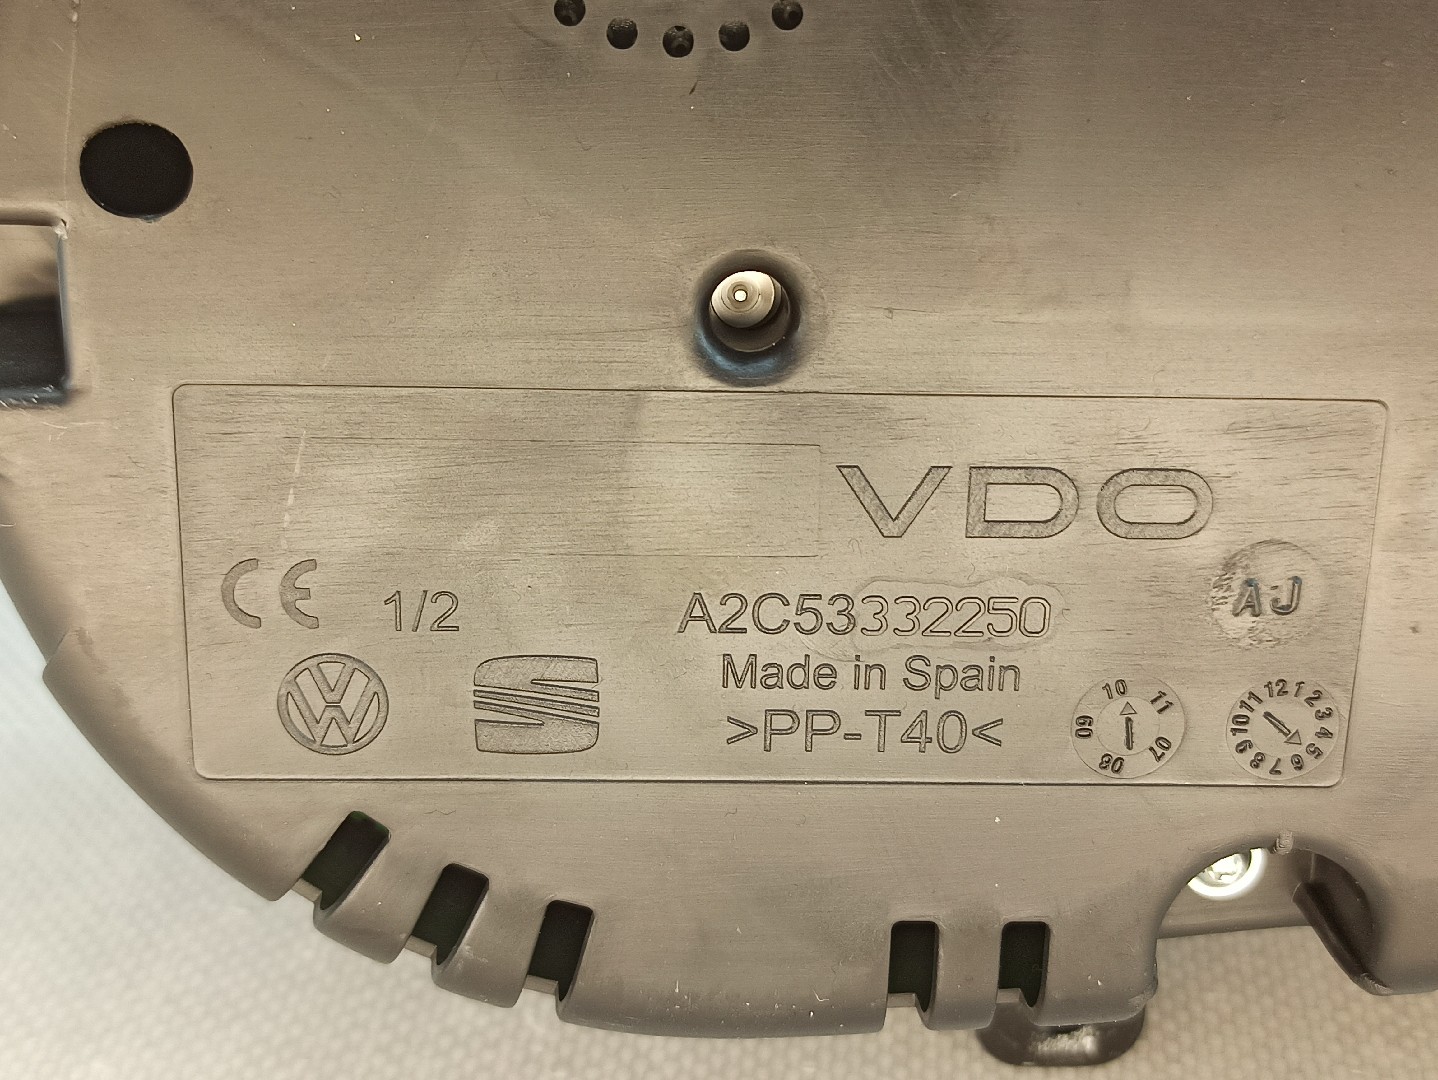 VDO
CE 1/2 A2C53332250 AJ
Made in Spain
>PP-T40<
10 11 07 08 09
12 1 2 3 4 5 6 7 8 9 10 11
VW S